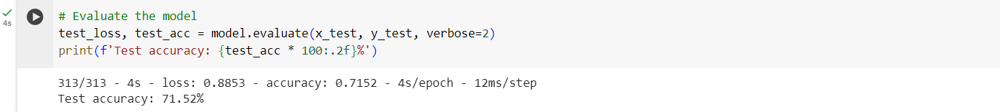 4s
# Evaluate the model
test_loss, test_acc = model.evaluate(x_test, y_test, verbose=2)
print(f'Test accuracy: {test_acc * 100:.2f}%')
313/313 - 4s - loss: 0.8853 - accuracy: 0.7152 - 4s/epoch - 12ms/step
Test accuracy: 71.52%